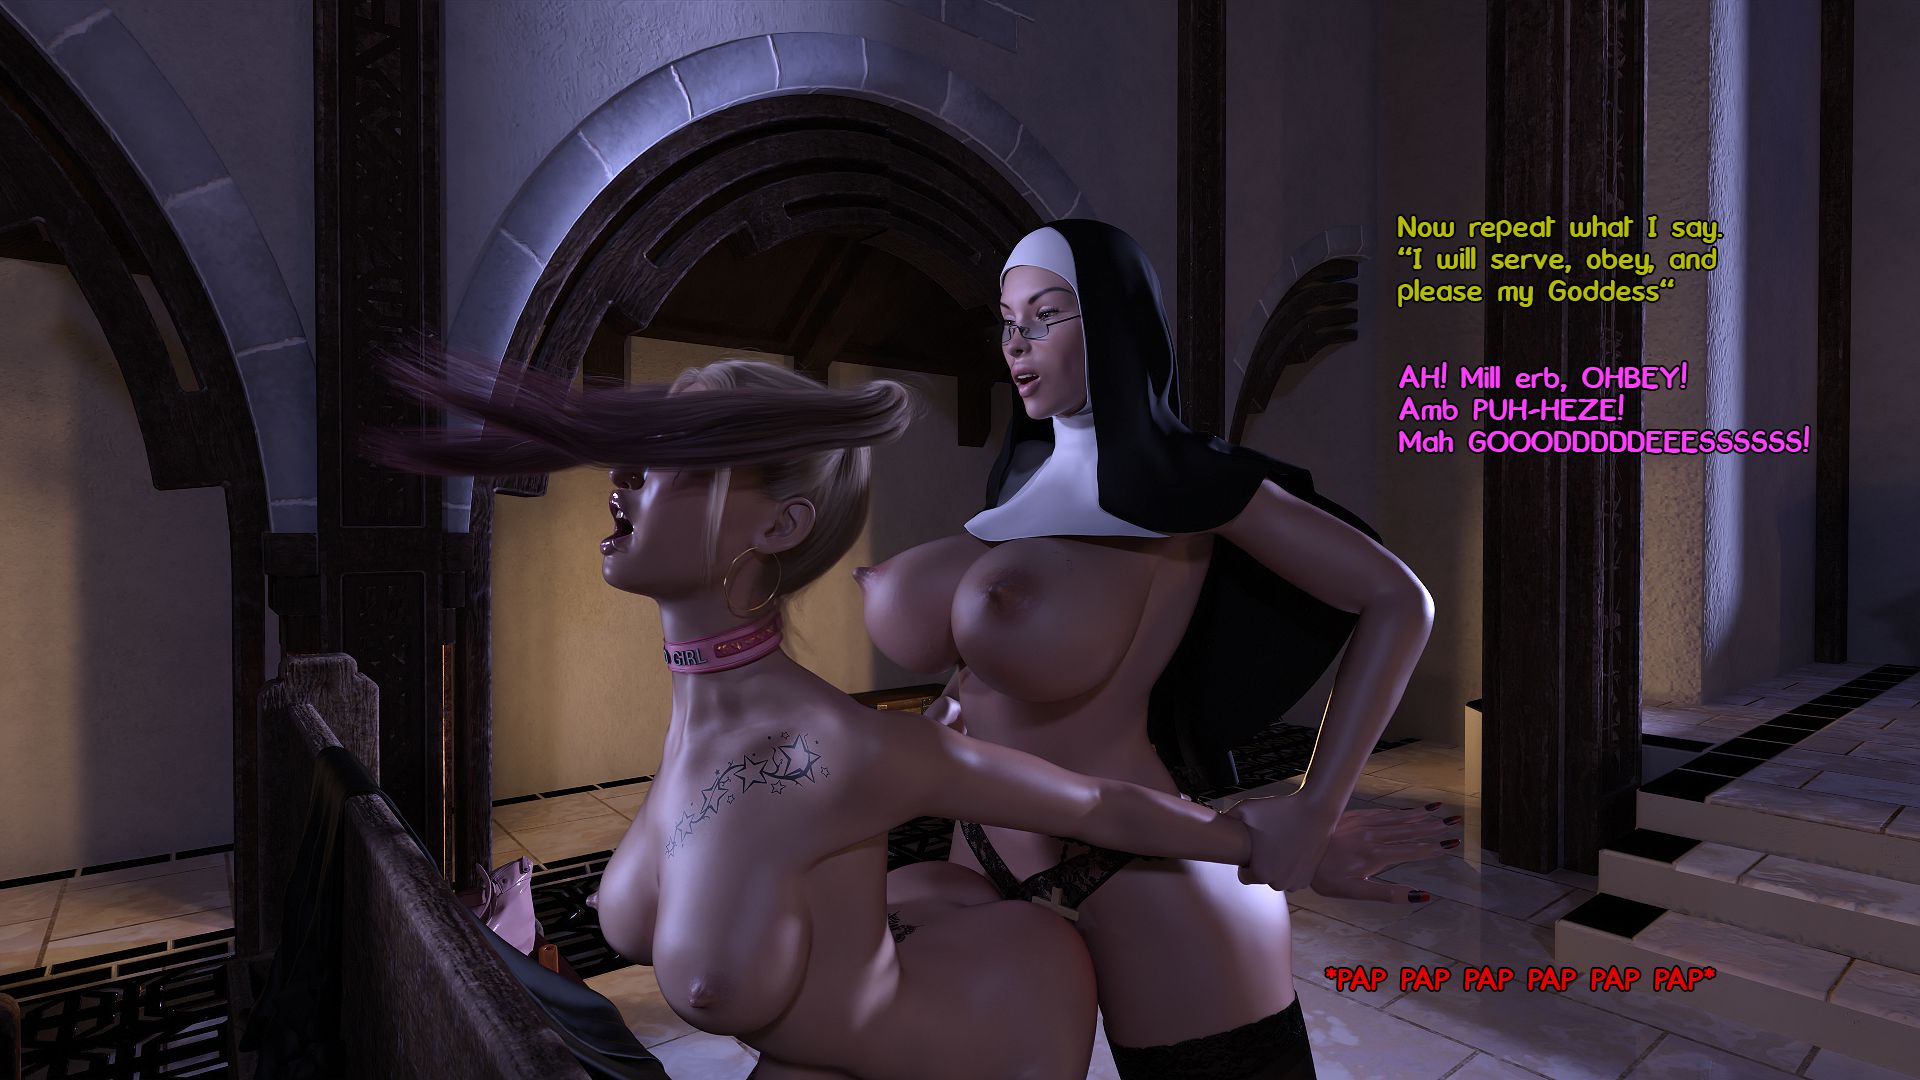 Now repeat what I say.
“I will serve, obey, and
please my Goddess“
AH! Mill erb, OHBEY!
Amb PUH-HEZE!
Mah GOOODDDDDEEESSSSSS!
GIRL
*PAP PAP PAP PAP PAP PAP*